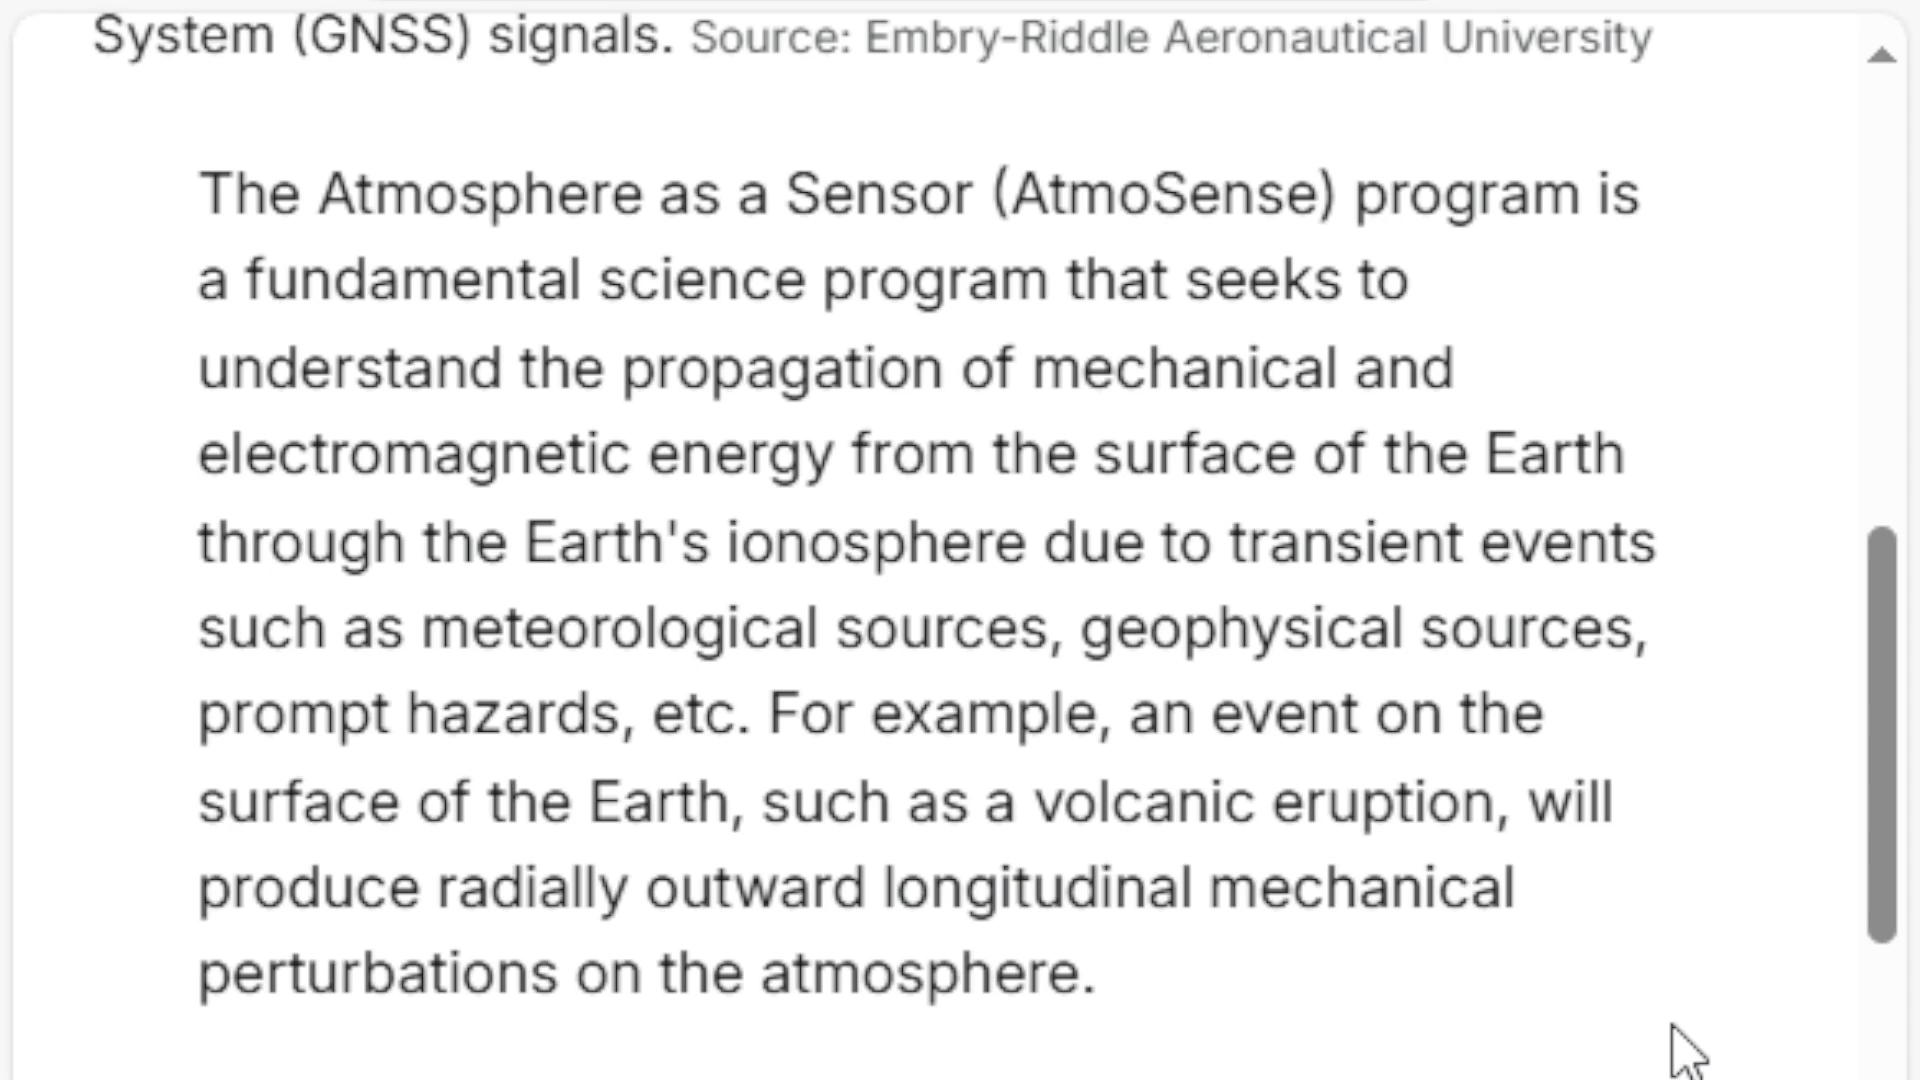 System (GNSS) signals. Source: Embry-Riddle Aeronautical University
The Atmosphere as a Sensor (AtmoSense) program is
a fundamental science program that seeks to
understand the propagation of mechanical and
electromagnetic energy from the surface of the Earth
through the Earth's ionosphere due to transient events
such as meteorological sources, geophysical sources,
prompt hazards, etc. For example, an event on the
surface of the Earth, such as a volcanic eruption, will
produce radially outward longitudinal mechanical
perturbations on the atmosphere.